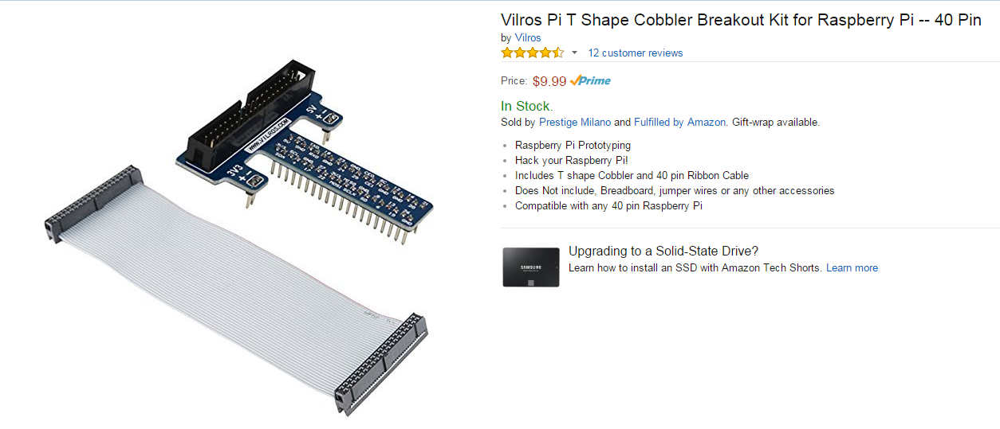 Vilros Pi T Shape Cobbler Breakout Kit for Raspberry Pi -- 40 Pin
by Vilros
12 customer reviews
Price: $9.99 Prime
In Stock.
Sold by Prestige Milano and Fulfilled by Amazon. Gift-wrap available.
Raspberry Pi Prototyping
Hack your Raspberry Pi!
Includes T shape Cobbler and 40 pin Ribbon Cable
Does Not include, Breadboard, jumper wires or any other accessories
Compatible with any 40 pin Raspberry Pi
SAMSUNG
Upgrading to a Solid-State Drive?
Learn how to install an SSD with Amazon Tech Shorts. Learn more
5V
+ -
WWW.VILROS.COM
3V3
+ -